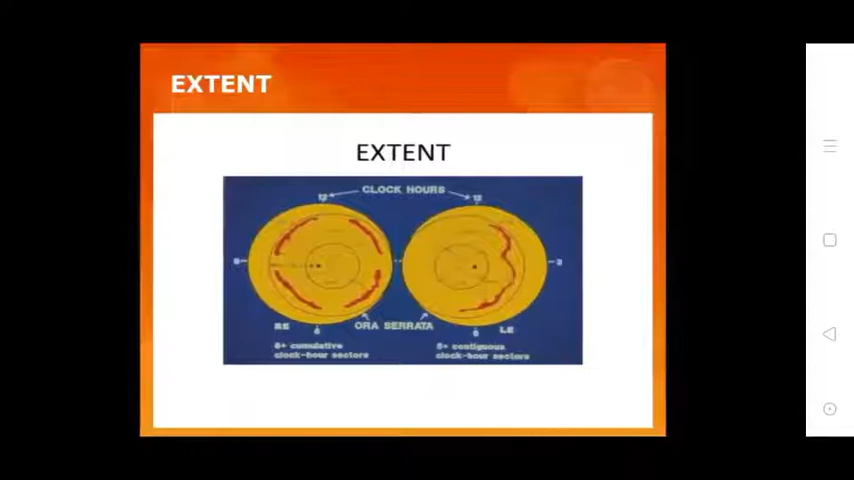 EXTENT
EXTENT
CLOCK HOURS
12 12
9 3
RE 6 ORA SERRATA 6 LE
cumulative
clock-hour sectors
5+ contiguous
clock-hour sectors